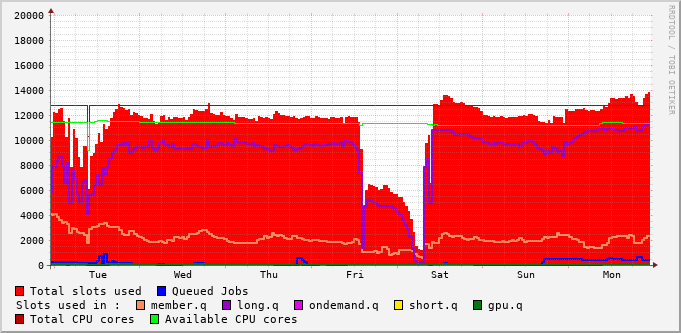 20000
18000
16000
14000
12000
10000
8000
6000
4000
2000
0
Tue Wed Thu Fri Sat Sun Mon
RRDTOOL / TOBI OETIKER
Total slots used Queued Jobs
Slots used in : member.q long.q ondemand.q short.q gpu.q
Total CPU cores Available CPU cores